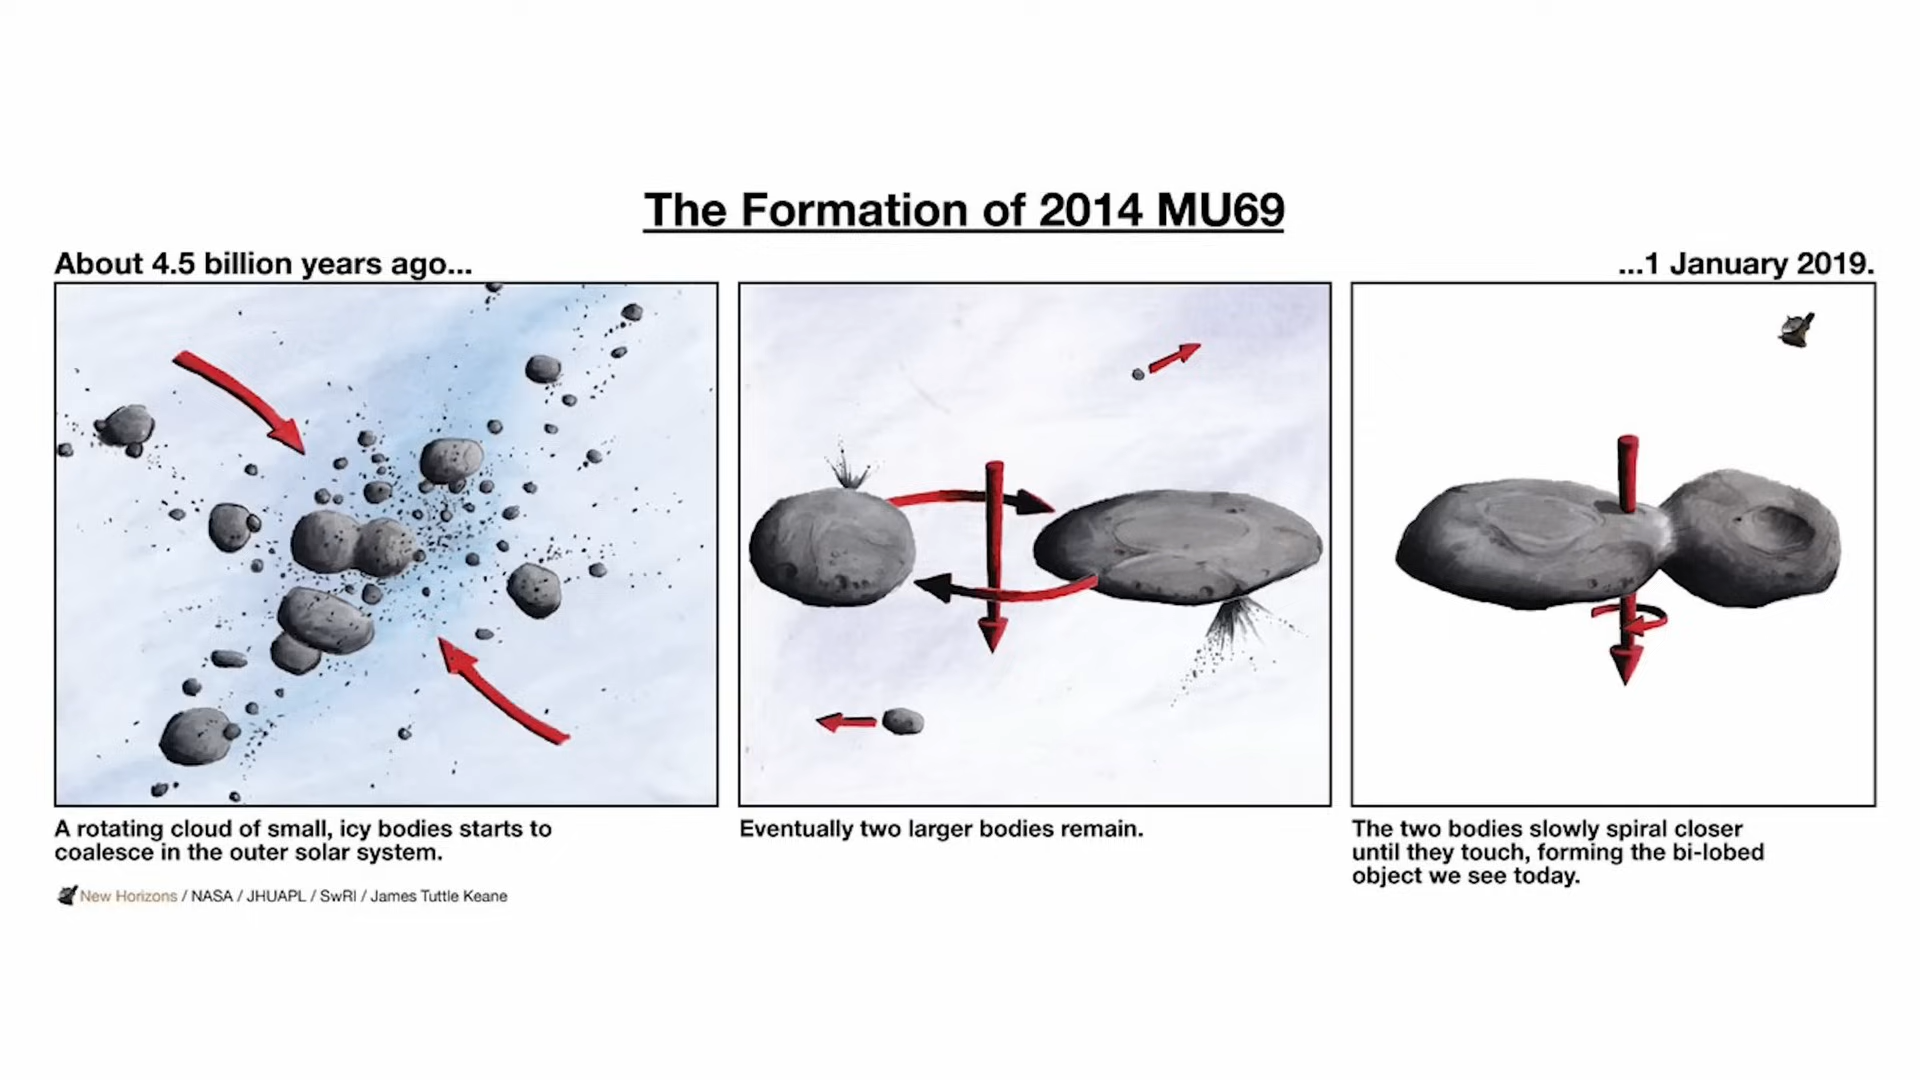 The Formation of 2014 MU69
About 4.5 billion years ago...
...1 January 2019.
A rotating cloud of small, icy bodies starts to
coalesce in the outer solar system.
Eventually two larger bodies remain.
The two bodies slowly spiral closer
until they touch, forming the bi-lobed
object we see today.
New Horizons / NASA / JHUAPL / SwRI / James Tuttle Keane